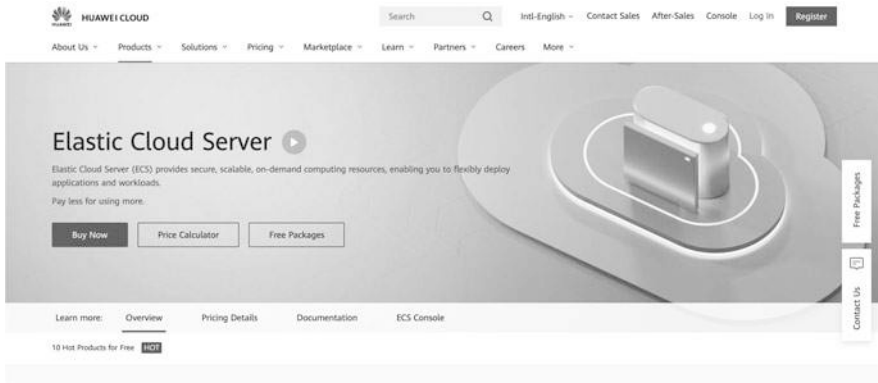 HUAWEI
HUAWEI CLOUD
Search
Intl-English
Contact Sales
After-Sales
Console
Log In
Register
About Us
Products
Solutions
Pricing
Marketplace
Learn
Partners
Careers
More
Elastic Cloud Server
Elastic Cloud Server (ECS) provides secure, scalable, on-demand computing resources, enabling you to flexibly deploy
applications and workloads.
Pay less for using more.
Buy Now
Price Calculator
Free Packages
Free Packages
Contact Us
Learn more:
Overview
Pricing Details
Documentation
ECS Console
10 Hot Products for Free HOT